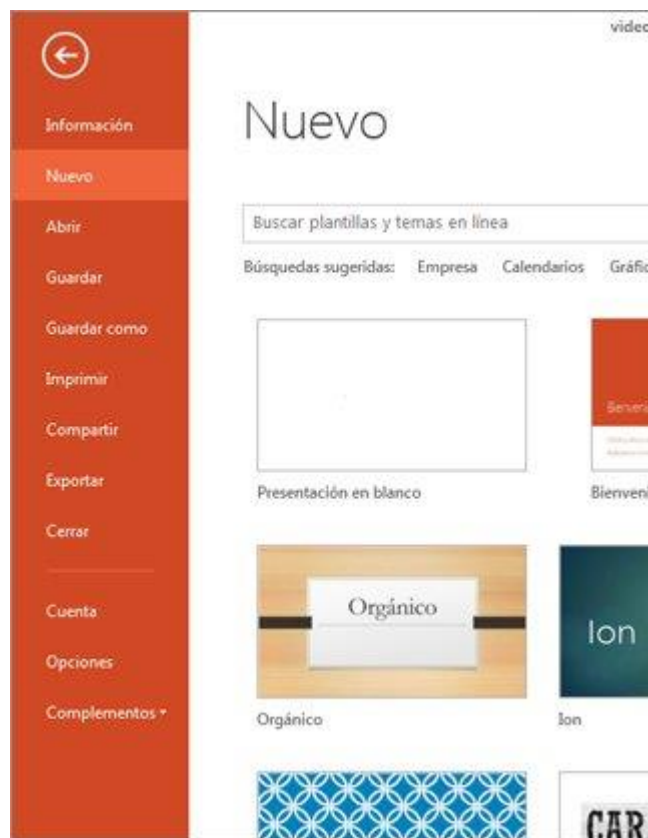 video
Información
Nuevo
Abrir
Guardar
Guardar como
Imprimir
Compartir
Exportar
Cerrar
Cuenta
Opciones
Complementos
Nuevo
Buscar plantillas y temas en línea
Búsquedas sugeridas: Empresa Calendarios Gráfic
Presentación en blanco
Bienveni
Orgánico
Orgánico
Ion
Ion
CAR